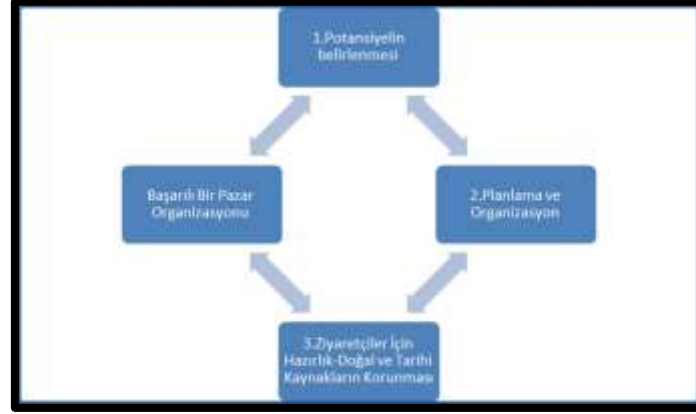 1.Potansiyelin
belirlenmesi
2.Planlama ve
Organizasyon
3.Ziyaretçiler İçin
Hazırlık-Doğal ve Tarihi
Kaynakların Korunması
Başarılı Bir Pazar
Organizasyonu